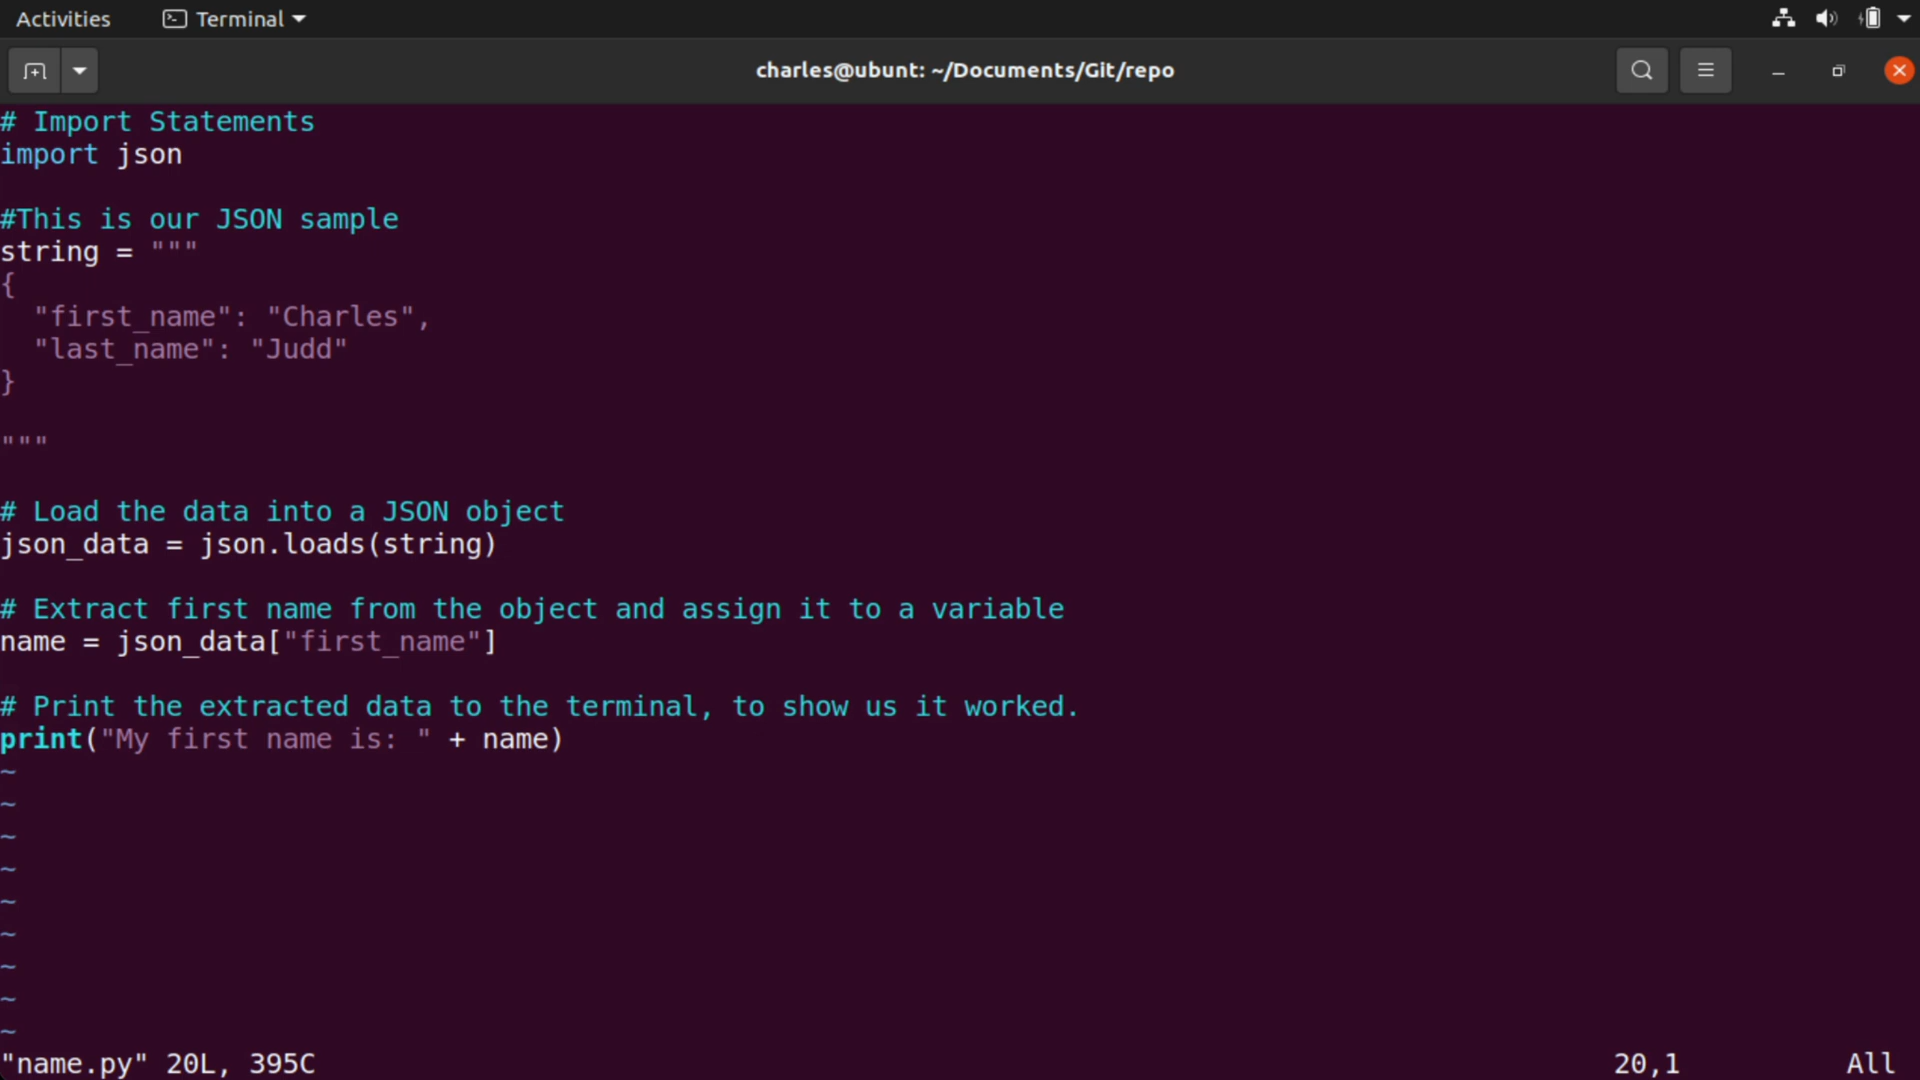 Activities Terminal
charles@ubunt: ~/Documents/Git/repo
# Import Statements
import json
#This is our JSON sample
string = """
{
  "first_name": "Charles",
  "last_name": "Judd"
}
"""
# Load the data into a JSON object
json_data = json.loads(string)
# Extract first name from the object and assign it to a variable
name = json_data["first_name"]
# Print the extracted data to the terminal, to show us it worked.
print("My first name is: " + name)
~
~
~
~
~
~
~
~
~
"name.py" 20L, 395C 20,1 All